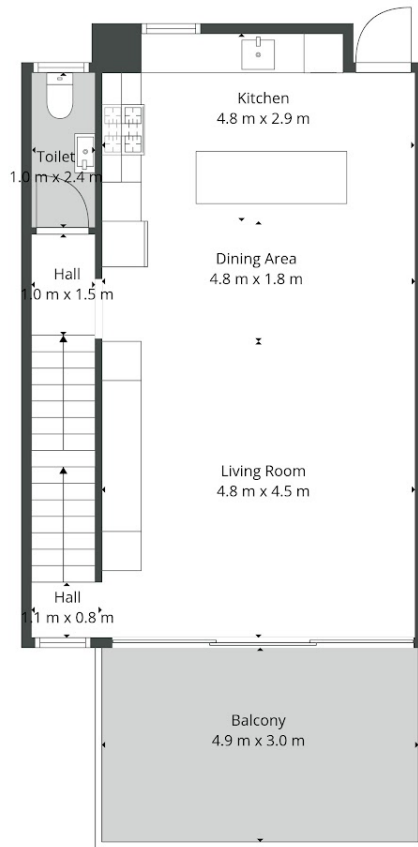 Kitchen
4.8 m x 2.9 m
Toilet
1.0 m x 2.4 m
Dining Area
4.8 m x 1.8 m
Hall
1.0 m x 1.5 m
Living Room
4.8 m x 4.5 m
Hall
1.1 m x 0.8 m
Balcony
4.9 m x 3.0 m